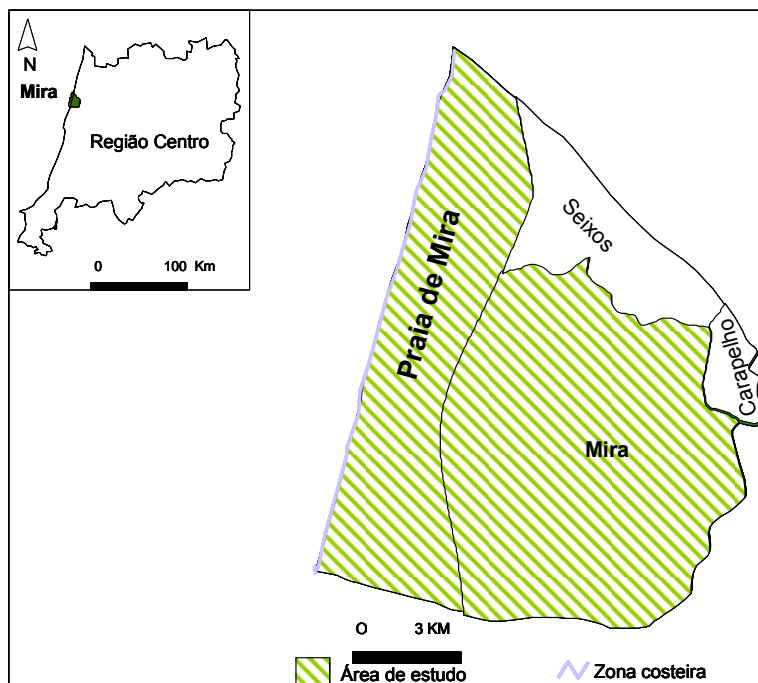 N
Mira
Região Centro
0 100 Km
Seixos
Praia de Mira
Carapelho
Mira
O 3 KM
Área de estudo
Zona costeira